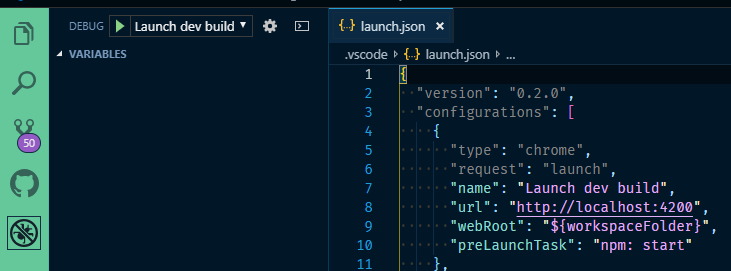 DEBUG Launch dev build
VARIABLES
50
{··} launch.json ×
.vscode › {··} launch.json › ...
1 {
2 "version": "0.2.0",
3 "configurations": [
4 {
5 "type": "chrome",
6 "request": "launch",
7 "name": "Launch dev build",
8 "url": "http://localhost:4200",
9 "webRoot": "${workspaceFolder}",
10 "preLaunchTask": "npm: start"
11 },